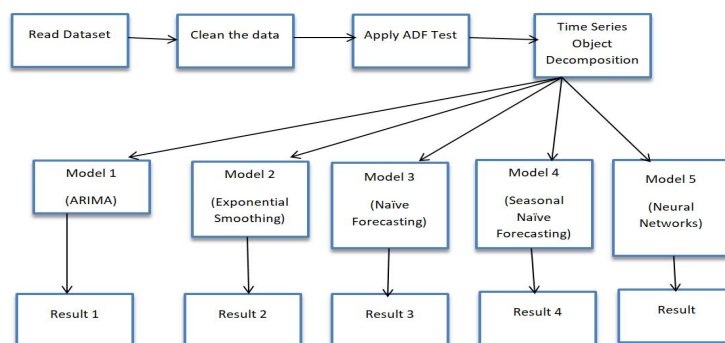 Read Dataset
Clean the data
Apply ADF Test
Time Series
Object
Decomposition
Model 1
(ARIMA)
Model 2
(Exponential
Smoothing)
Model 3
(Naïve
Forecasting)
Model 4
(Seasonal
Naïve
Forecasting)
Model 5
(Neural
Networks)
Result 1
Result 2
Result 3
Result 4
Result